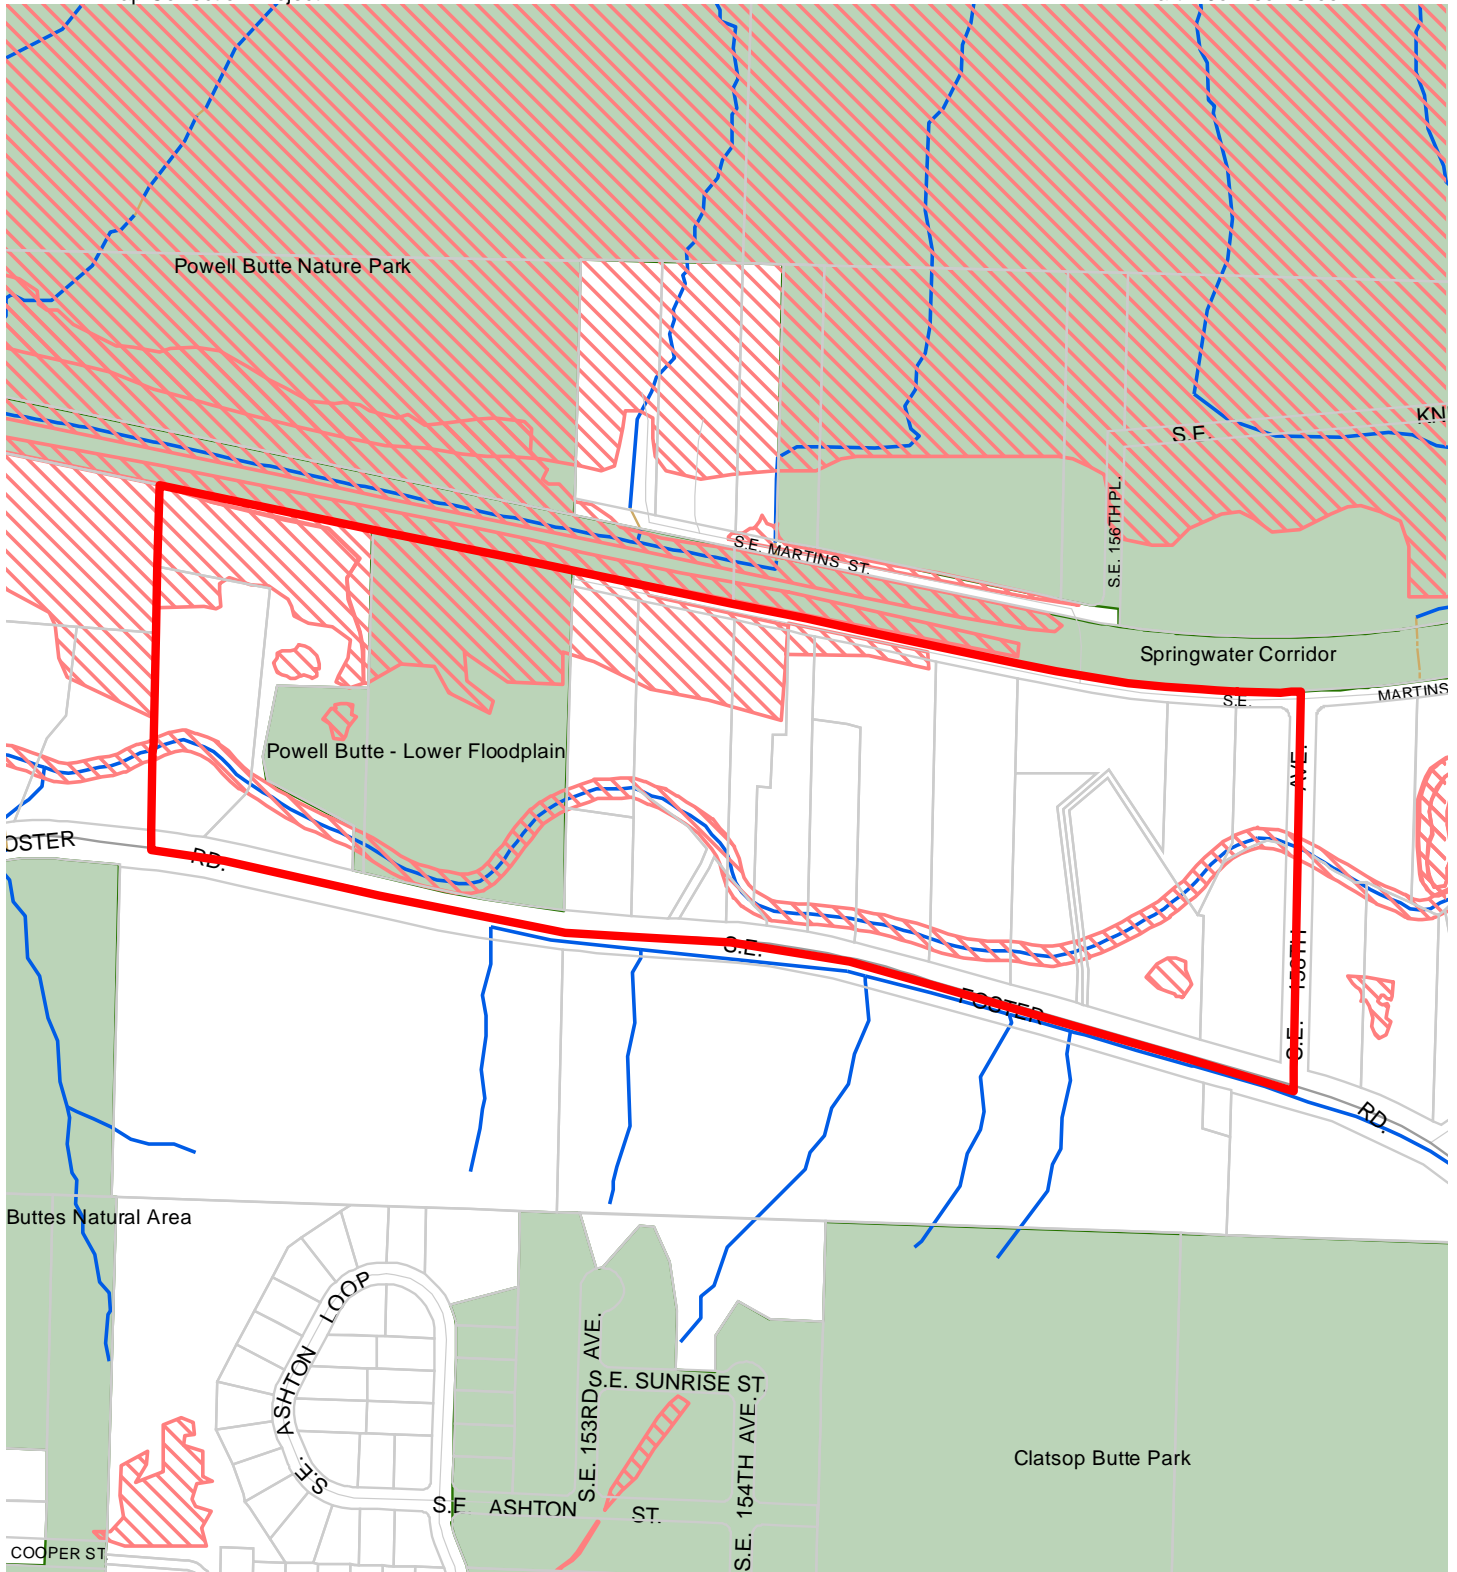 Powell Butte Nature Park
KN
S.E.
S.E. 156TH PL.
S.E. MARTINS ST.
Springwater Corridor
S.E.
MARTINS
AVE.
Powell Butte - Lower Floodplain
OSTER
RD.
S.E.
S.E. 158TH
FOSTER
RD.
Buttes Natural Area
S.E. ASHTON LOOP
S.E. 153RD AVE.
S.E. SUNRISE ST.
S.E. 154TH AVE.
Clatsop Butte Park
S.E. ASHTON ST.
COOPER ST.